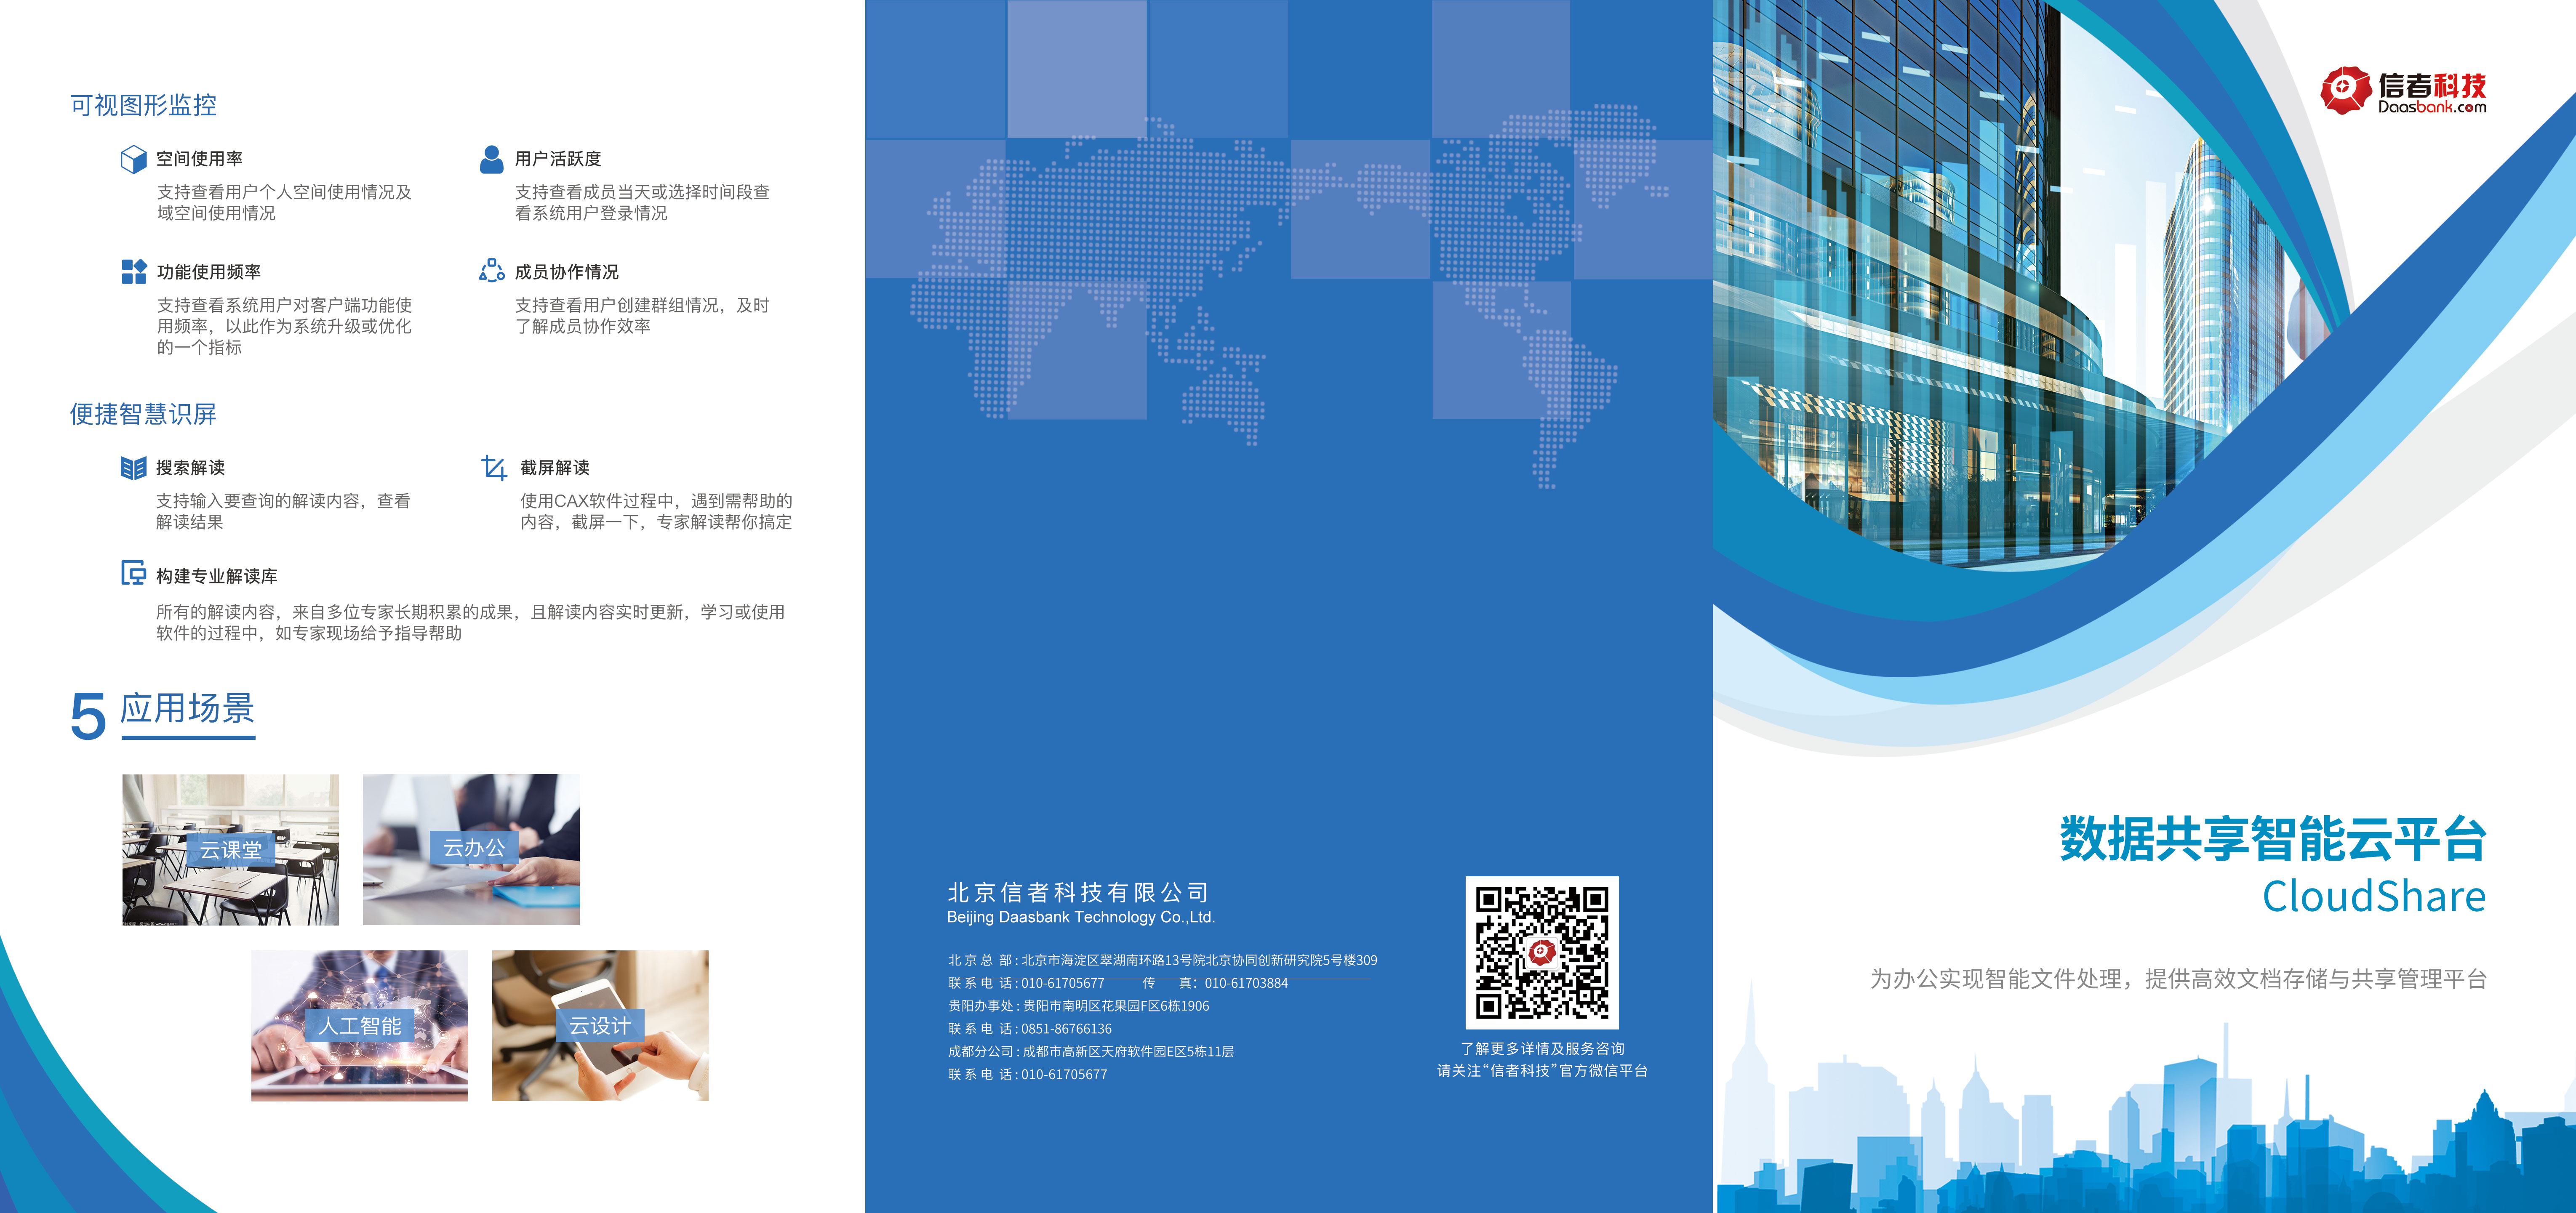 可视图形监控
空间使用率
支持查看用户个人空间使用情况及
域空间使用情况
用户活跃度
支持查看成员当天或选择时间段查
看系统用户登录情况
功能使用频率
支持查看系统用户对客户端功能使
用频率，以此作为系统升级或优化
的一个指标
成员协作情况
支持查看用户创建群组情况，及时
了解成员协作效率
便捷智慧识屏
搜索解读
支持输入要查询的解读内容，查看
解读结果
截屏解读
使用CAX软件过程中，遇到需帮助的
内容，截屏一下，专家解读帮你搞定
构建专业解读库
所有的解读内容，来自多位专家长期积累的成果，且解读内容实时更新，学习或使用
软件的过程中，如专家现场给予指导帮助
5 应用场景
云课堂
云办公
人工智能
云设计
北京信者科技有限公司
Beijing Daasbank Technology Co.,Ltd.
北京总部:北京市海淀区翠湖南环路13号院北京协同创新研究院5号楼309
联系电话:010-61705677 传 真：010-61703884
贵阳办事处:贵阳市南明区花果园F区6栋1906
联系电话:0851-86766136
成都分公司:成都市高新区天府软件园E区5栋11层
联系电话:010-61705677
了解更多详情及服务咨询
请关注“信者科技”官方微信平台
信者科技
Daasbank.com
数据共享智能云平台
CloudShare
为办公实现智能文件处理，提供高效文档存储与共享管理平台